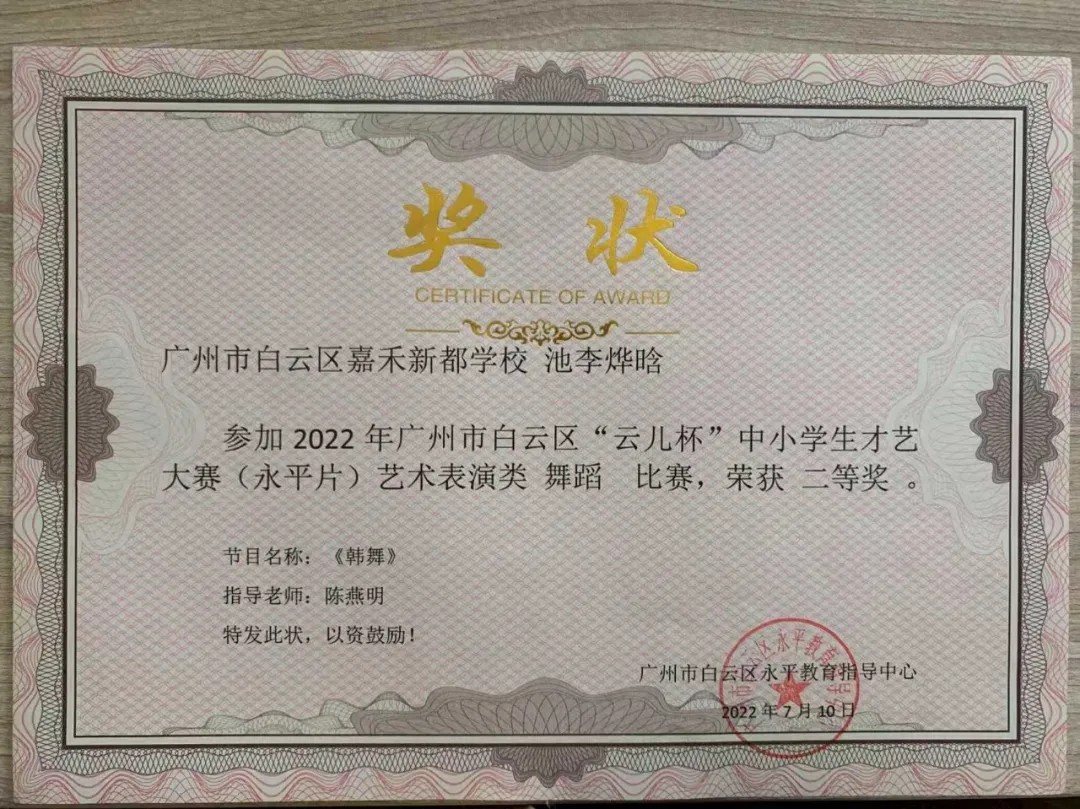 奖 状
CERTIFICATE OF AWARD
广州市白云区嘉禾新都学校 池李烨晗
参加 2022 年广州市白云区“云儿杯”中小学生才艺
大赛（永平片）艺术表演类 舞蹈 比赛，荣获 二等奖 。
节目名称：《韩舞》
指导老师：陈燕明
特发此状，以资鼓励！
广州市白云区永平教育指导中心
2022 年 7 月 10 日